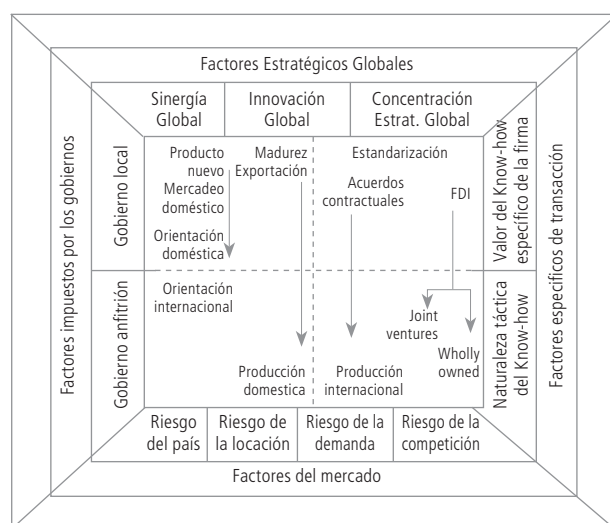 Factores Estratégicos Globales
Sinergía
Global
Innovación
Global
Concentración
Estrat. Global
Factores impuestos por los gobiernos
Gobierno local
Gobierno anfitrión
Producto
nuevo
Mercadeo
doméstico
Orientación
doméstica
Madurez
Exportación
Estandarización
Acuerdos
contractuales
FDI
Orientación
internacional
Joint
ventures
Wholly
owned
Producción
domestica
Producción
internacional
Valor del Know-how
específico de la firma
Naturaleza táctica
del Know-how
Factores específicos de transacción
Riesgo
del país
Riesgo de
la locación
Riesgo de la
demanda
Riesgo de la
competición
Factores del mercado